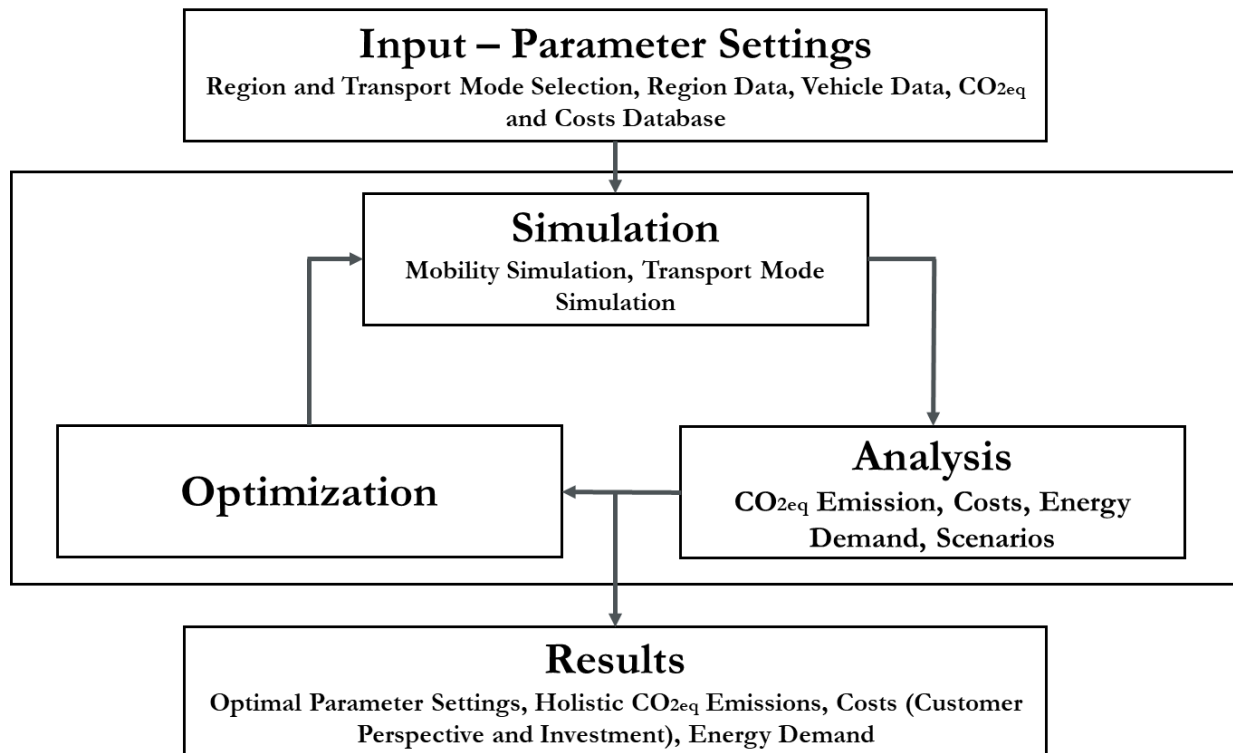 Input – Parameter Settings
Region and Transport Mode Selection, Region Data, Vehicle Data, CO2eq
and Costs Database
Simulation
Mobility Simulation, Transport Mode
Simulation
Optimization
Analysis
CO2eq Emission, Costs, Energy
Demand, Scenarios
Results
Optimal Parameter Settings, Holistic CO2eq Emissions, Costs (Customer
Perspective and Investment), Energy Demand